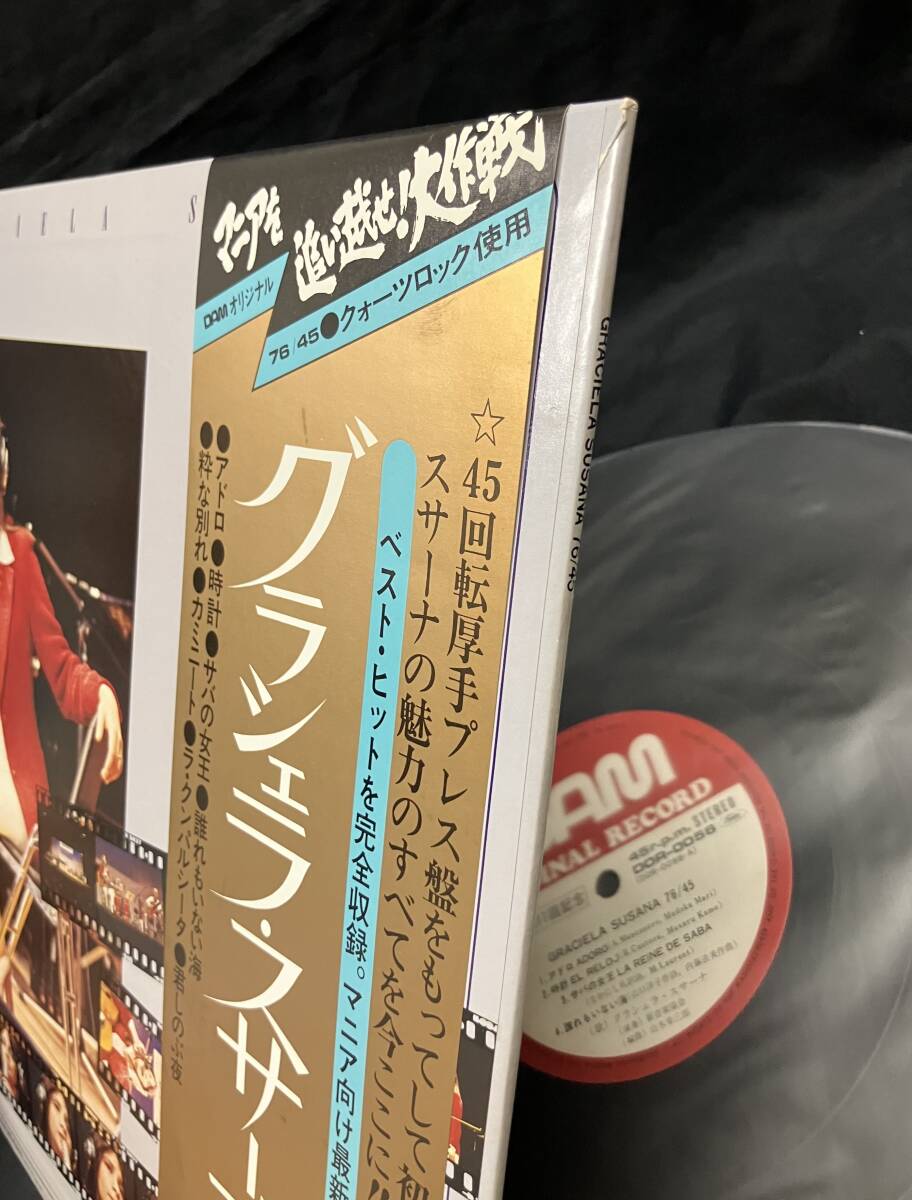 IELA S
マニアを
追い越せ!大作戦
DAMオリジナル
76/45●クォーツロック使用
☆45回転厚手プレス盤をもってして初
スサーナの魅力のすべてを今ここに!!
ベスト・ヒットを完全収録。マニア向け最新
グラシェラ・スサー
●アドロ●時計●サバの女王●誰れもいない海
●粋な別れ●カミニート●ラ・クンパルシータ●君しのぶ夜
GRACIELA SUSANA 76/45
DAM
INAL RECORD
45r.p.m. STEREO
DOR-0056
(DOR-0056-A)
GRACIELA SUSANA 76/45
1.アドロ ADORO
2.時計 EL RELOJ
3.サバの女王 LA REINE DE SABA
4.誰もいない海
グラシェラ・スサーナ